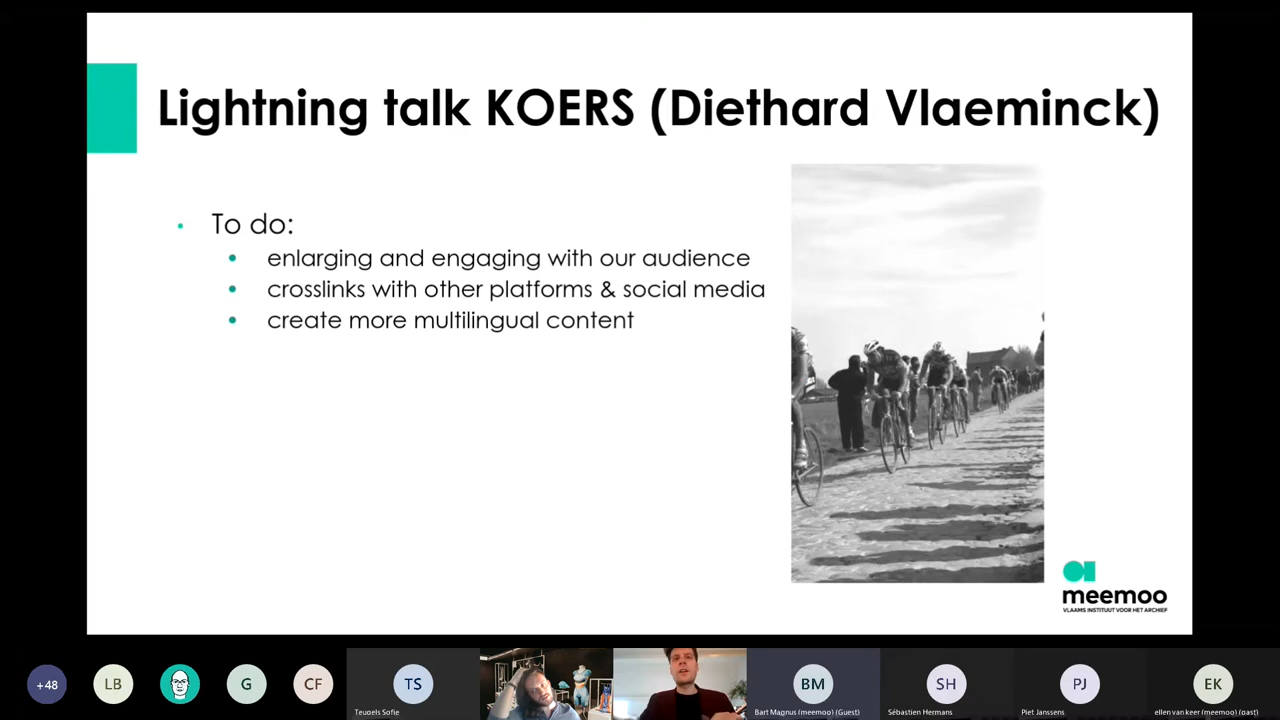 Lightning talk KOERS (Diethard Vlaeminck)
To do:
enlarging and engaging with our audience
crosslinks with other platforms & social media
create more multilingual content
meemoo
VLAAMS INSTITUUT VOOR HET ARCHIEF
+48
LB
G
CF
TS
BM
SH
PJ
EK
Teugels Sofie
Bart Magnus (meemoo) (Guest)
Sébastien Hermans
Piet Janssens
ellen van keer (meemoo) (gast)